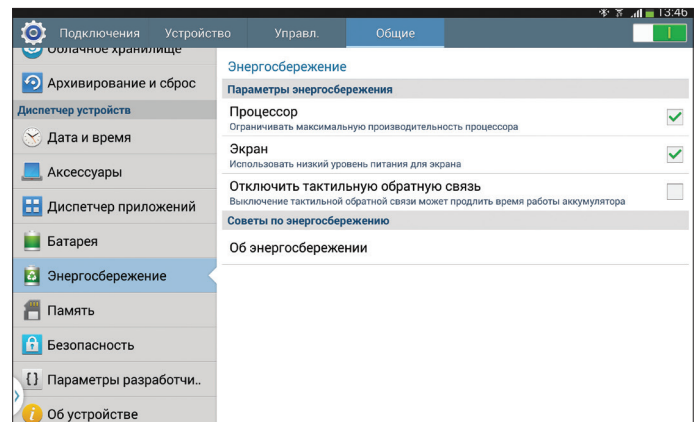 13:46
Подключения Устройство Управл. Общие
Облачное хранилище
Архивирование и сброс
Диспетчер устройств
Дата и время
Аксессуары
Диспетчер приложений
Батарея
Энергосбережение
Память
Безопасность
Параметры разработчи..
Об устройстве
Энергосбережение
Параметры энергосбережения
Процессор
Ограничивать максимальную производительность процессора
Экран
Использовать низкий уровень питания для экрана
Отключить тактильную обратную связь
Выключение тактильной обратной связи может продлить время работы аккумулятора
Советы по энергосбережению
Об энергосбережении